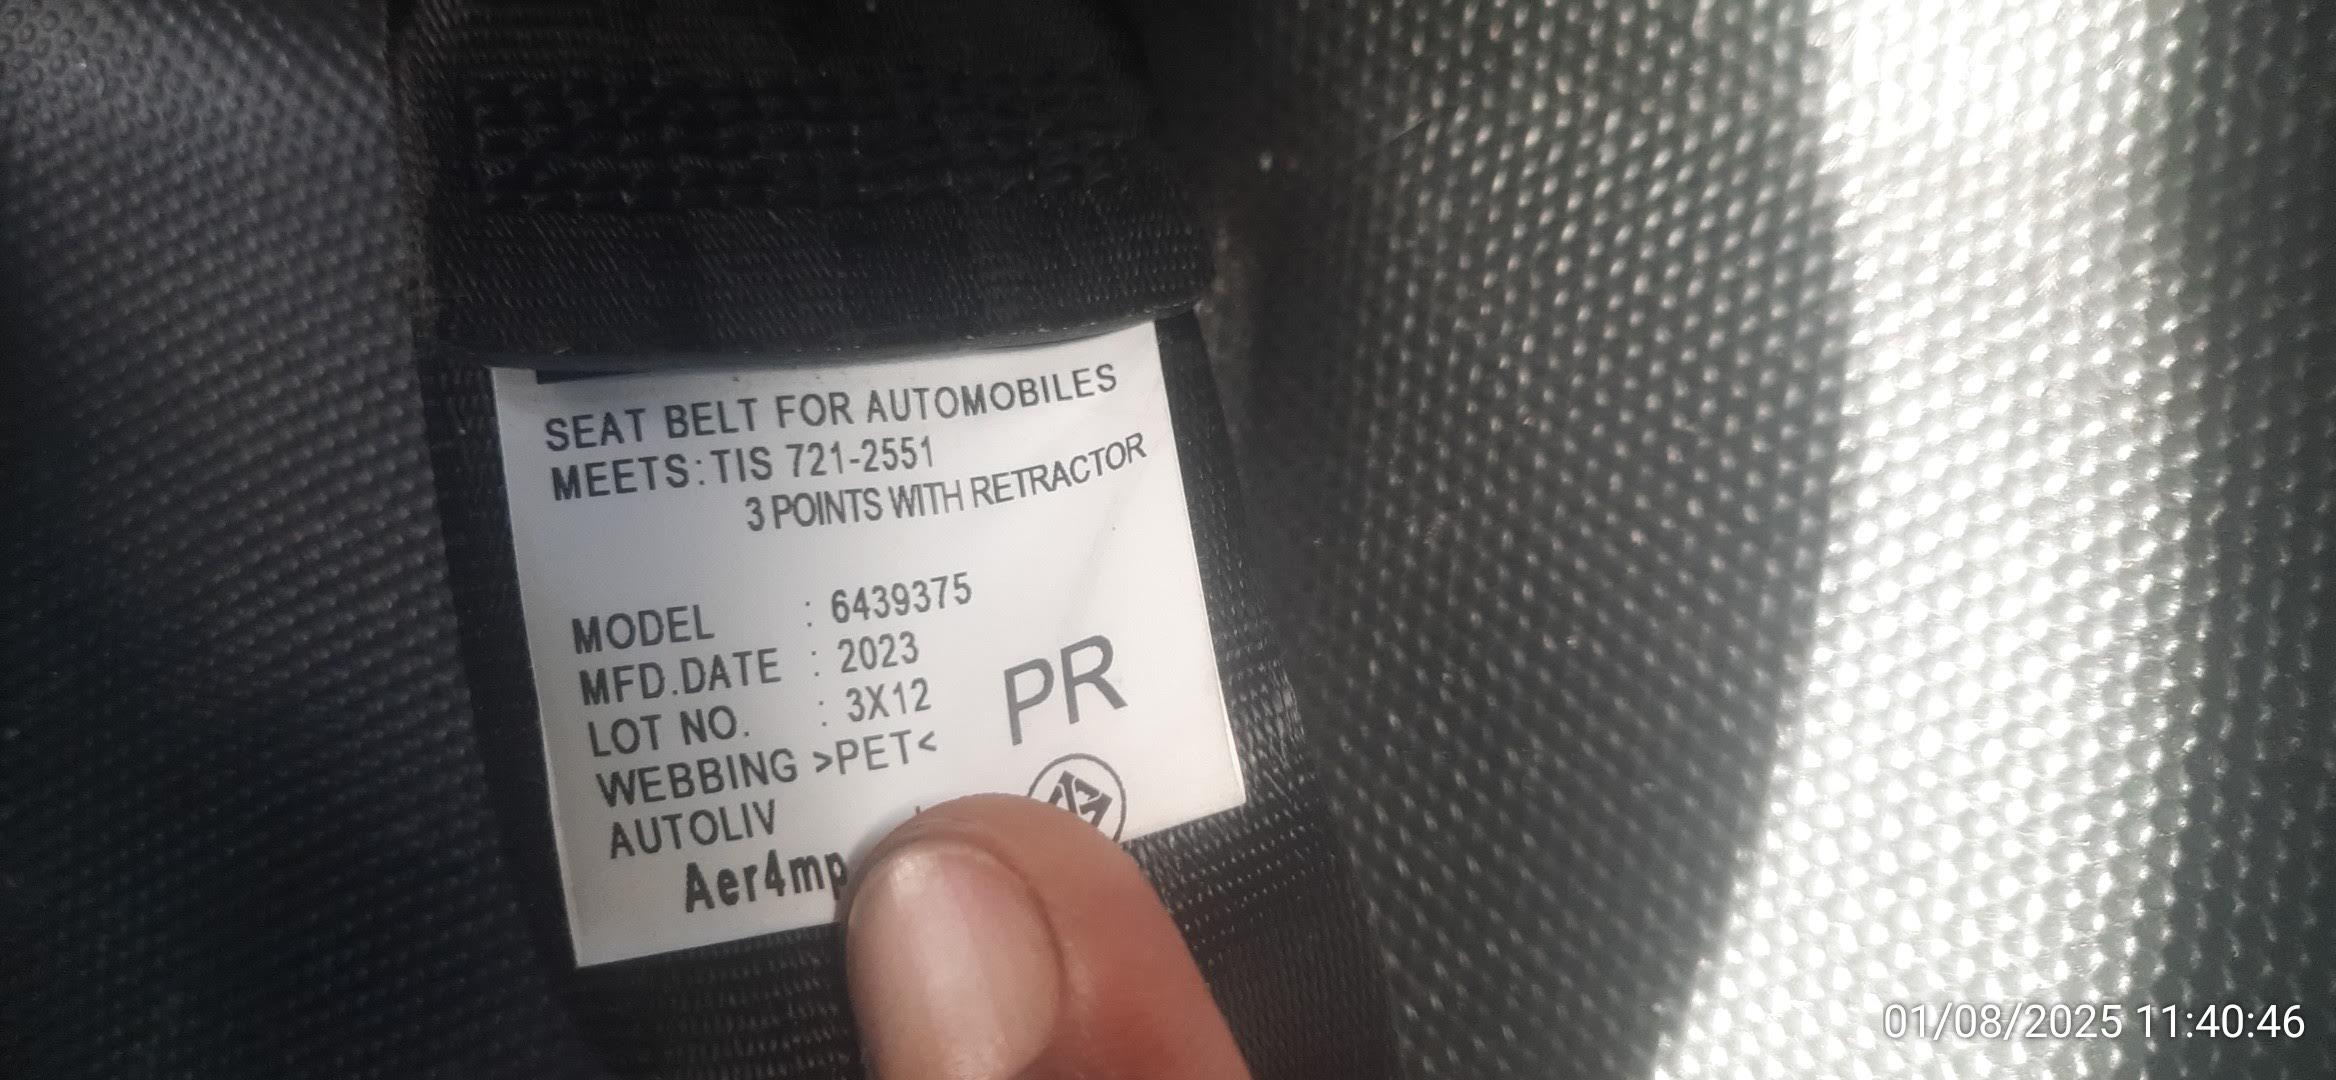 SEAT BELT FOR AUTOMOBILES
MEETS: TIS 721-2551
3 POINTS WITH RETRACTOR
MODEL : 6439375
MFD.DATE : 2023
LOT NO. : 3X12
WEBBING >PET<
PR
AUTOLIV
Aer4mp
01/08/2025 11:40:46